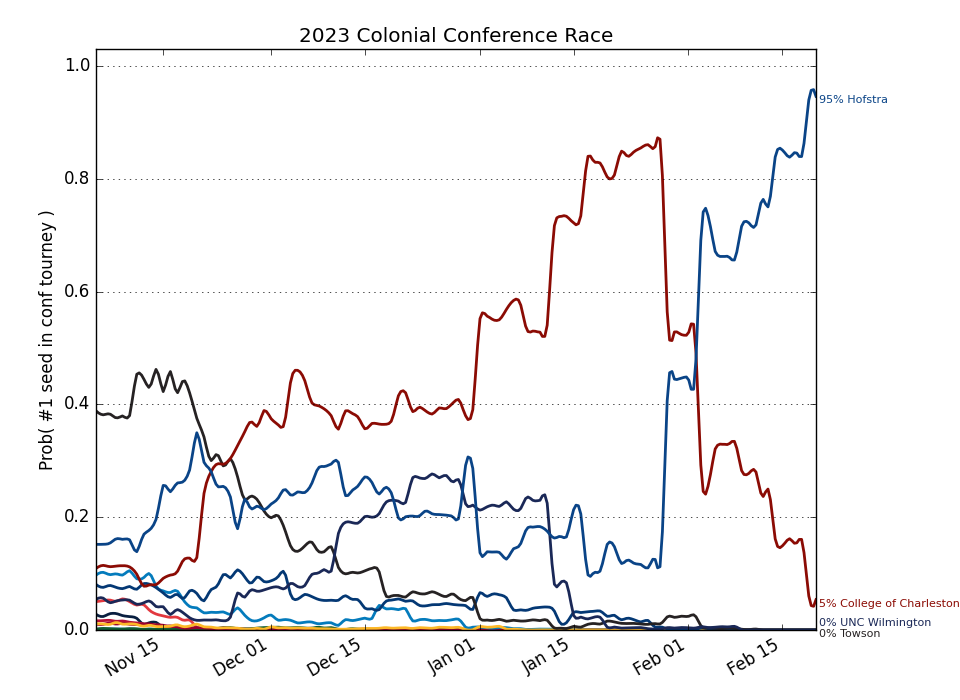 2023 Colonial Conference Race
Prob( #1 seed in conf tourney )
1.0
0.8
0.6
0.4
0.2
0.0
Nov 15
Dec 01
Dec 15
Jan 01
Jan 15
Feb 01
Feb 15
95% Hofstra
5% College of Charleston
0% UNC Wilmington
0% Towson